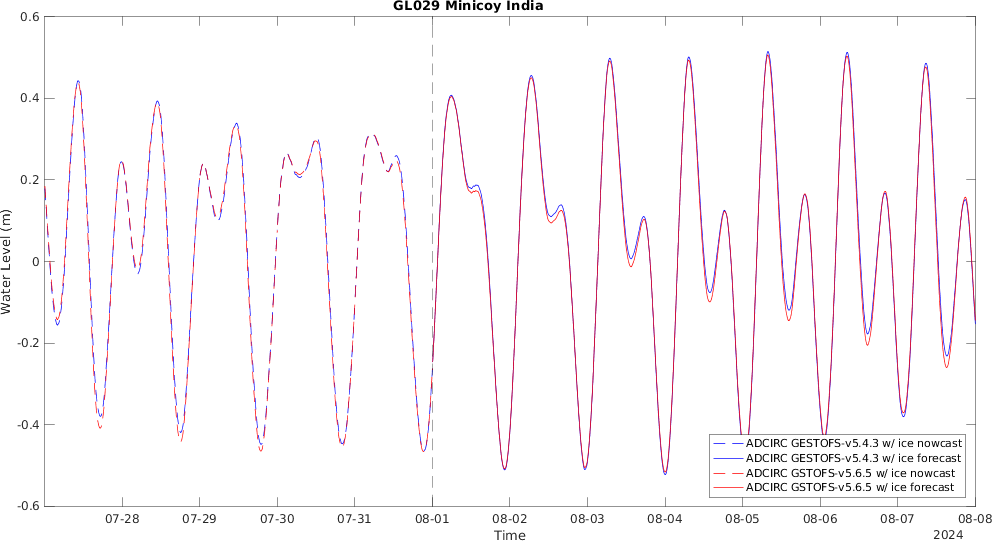 GL029 Minicoy India
0.6
0.4
0.2
0
-0.2
-0.4
-0.6
Water Level (m)
ADCIRC GESTOFS-v5.4.3 w/ ice nowcast
ADCIRC GESTOFS-v5.4.3 w/ ice forecast
ADCIRC GSTOFS-v5.6.5 w/ ice nowcast
ADCIRC GSTOFS-v5.6.5 w/ ice forecast
07-28 07-29 07-30 07-31 08-01 08-02 08-03 08-04 08-05 08-06 08-07 08-08
Time
2024